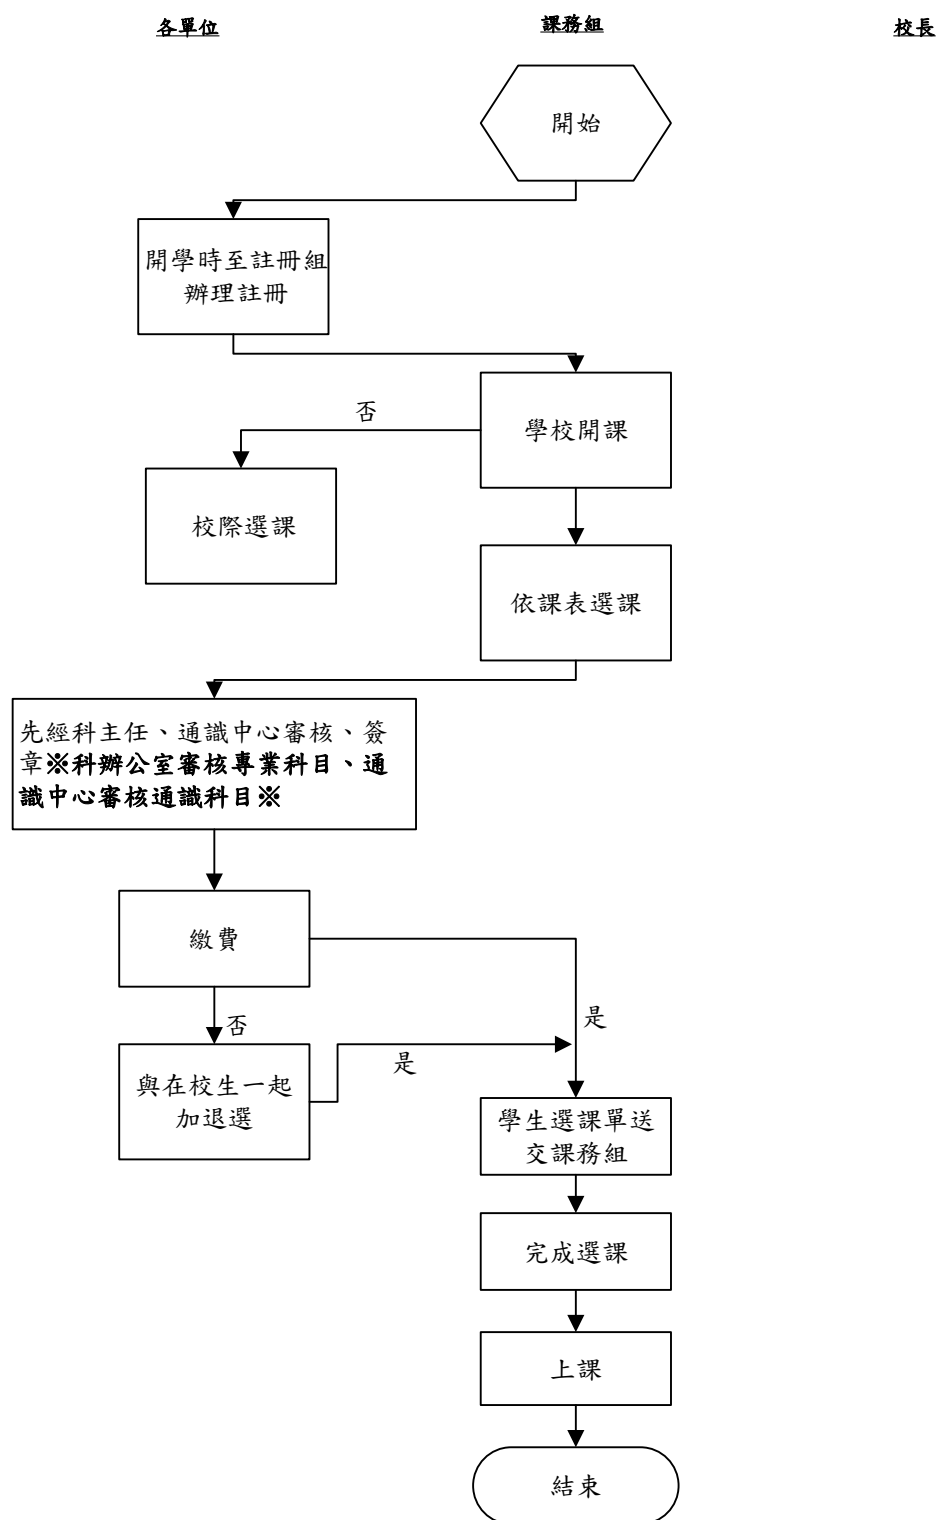 各單位
課務組
校長
開始
開學時至註冊組
辦理註冊
學校開課
否
校際選課
依課表選課
先經科主任、通識中心審核、簽
章※科辦公室審核專業科目、通
識中心審核通識科目※
繳費
是
否
與在校生一起
加退選
是
學生選課單送
交課務組
完成選課
上課
結束